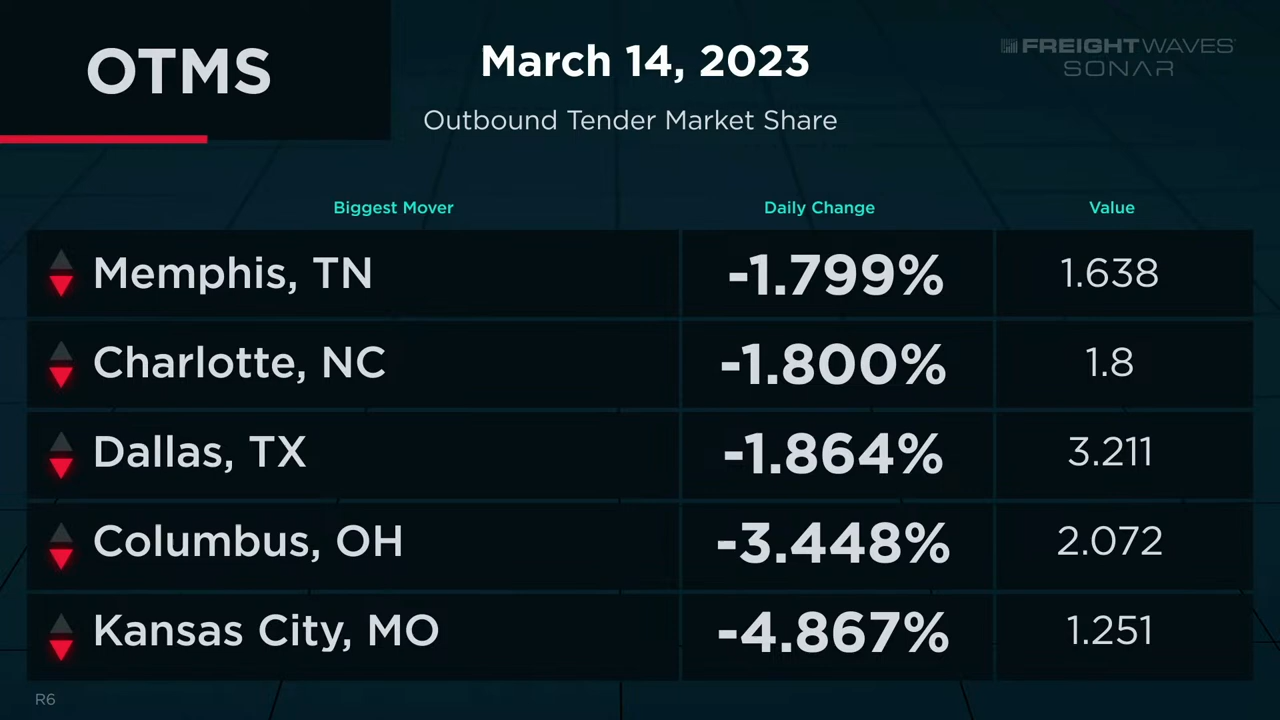 OTMS
March 14, 2023
Outbound Tender Market Share
FREIGHTWAVES
SONAR
Biggest Mover Daily Change Value
Memphis, TN -1.799% 1.638
Charlotte, NC -1.800% 1.8
Dallas, TX -1.864% 3.211
Columbus, OH -3.448% 2.072
Kansas City, MO -4.867% 1.251
R6